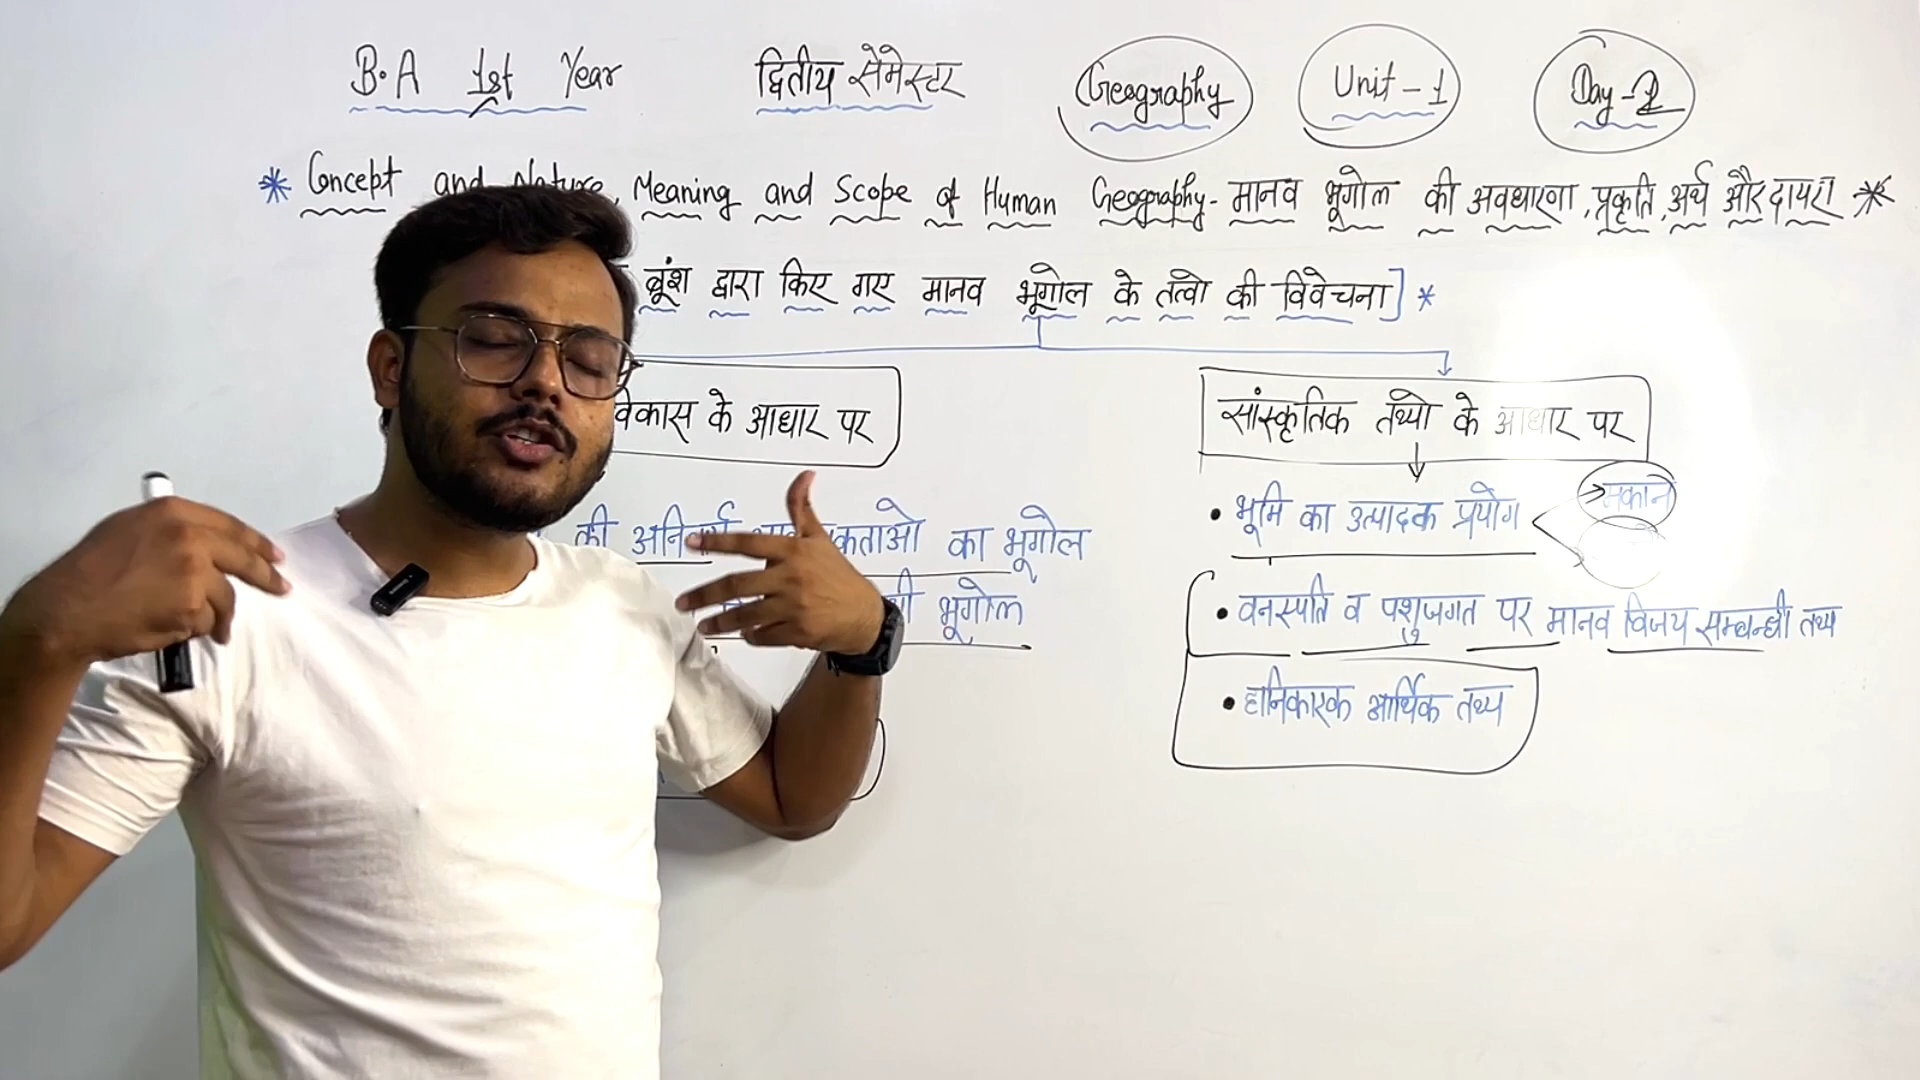 B.A 1st Year द्वितीय सेमेस्टर Geography Unit-1 Day-2
* Concept and Nature, Meaning and Scope of Human Geography - मानव भूगोल की अवधारणा, प्रकृति, अर्थ और दायरा *
ब्रूंश द्वारा किए गए मानव भूगोल के तत्वो की विवेचना] *
विकास के आधार पर
सांस्कृतिक तथ्यो के आधार पर
की अनिवार्य का भूगोल
भूगोल
• भूमि का उत्पादक प्रयोग
→ मकान
• वनस्पति व पशुजगत पर मानव विजय सम्बन्धी तथ्य
• हानिकारक आर्थिक तथ्य